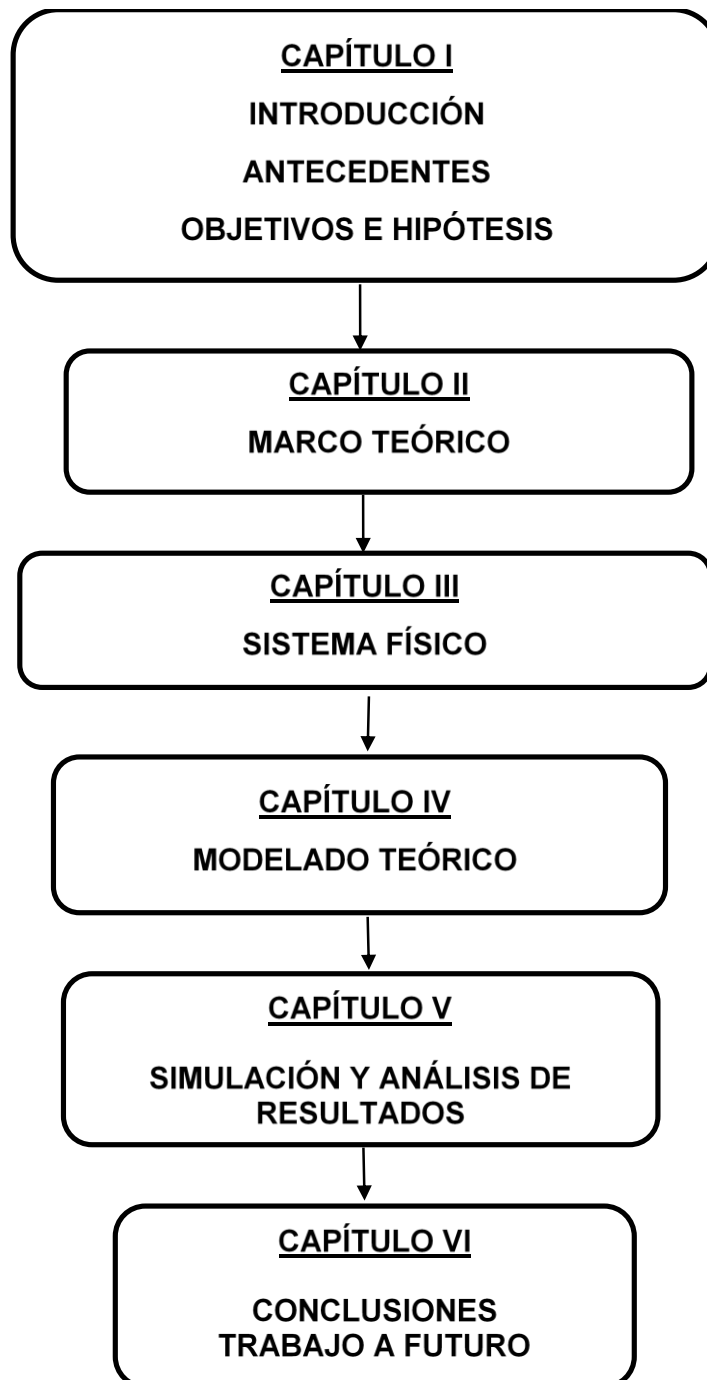 CAPÍTULO I
INTRODUCCIÓN
ANTECEDENTES
OBJETIVOS E HIPÓTESIS
CAPÍTULO II
MARCO TEÓRICO
CAPÍTULO III
SISTEMA FÍSICO
CAPÍTULO IV
MODELADO TEÓRICO
CAPÍTULO V
SIMULACIÓN Y ANÁLISIS DE
RESULTADOS
CAPÍTULO VI
CONCLUSIONES
TRABAJO A FUTURO